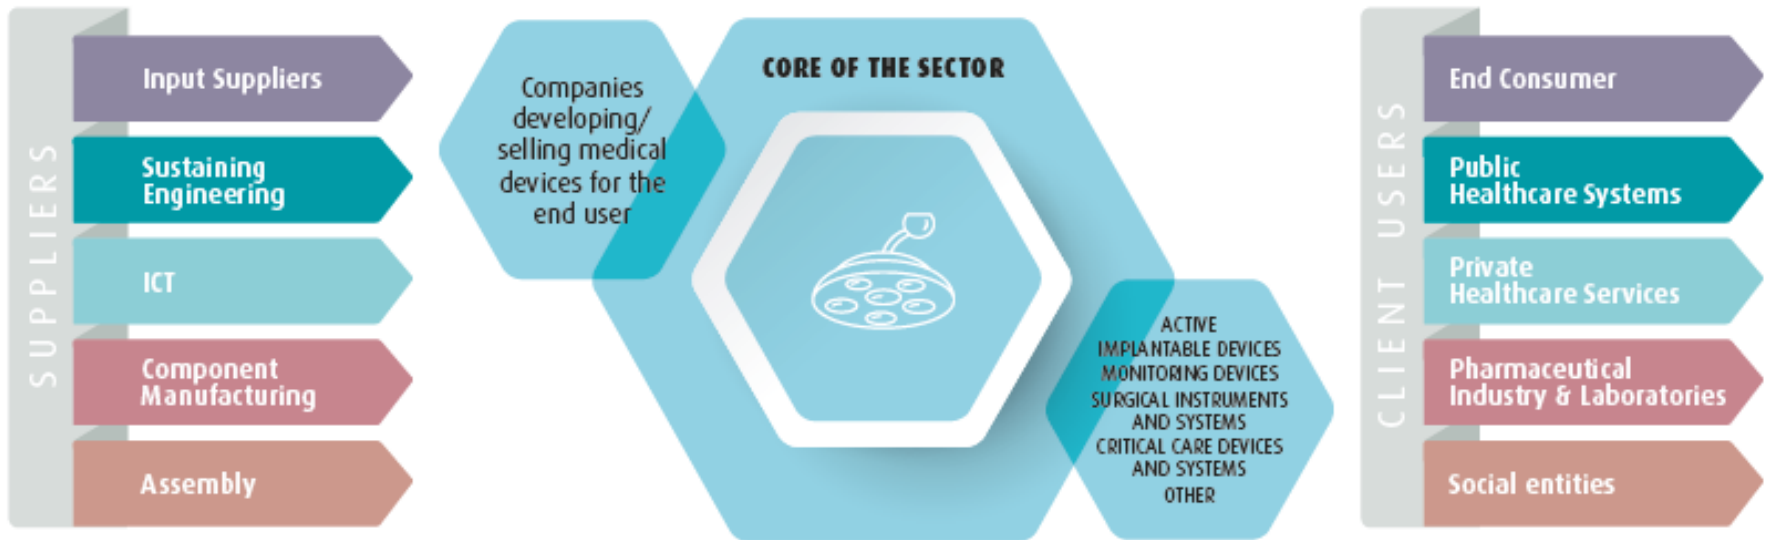 SUPPLIERS
Input Suppliers
Sustaining
Engineering
ICT
Component
Manufacturing
Assembly
Companies
developing/
selling medical
devices for the
end user
CORE OF THE SECTOR
ACTIVE
IMPLANTABLE DEVICES
MONITORING DEVICES
SURGICAL INSTRUMENTS
AND SYSTEMS
CRITICAL CARE DEVICES
AND SYSTEMS
OTHER
CLIENT USERS
End Consumer
Public
Healthcare Systems
Private
Healthcare Services
Pharmaceutical
Industry & Laboratories
Social entities